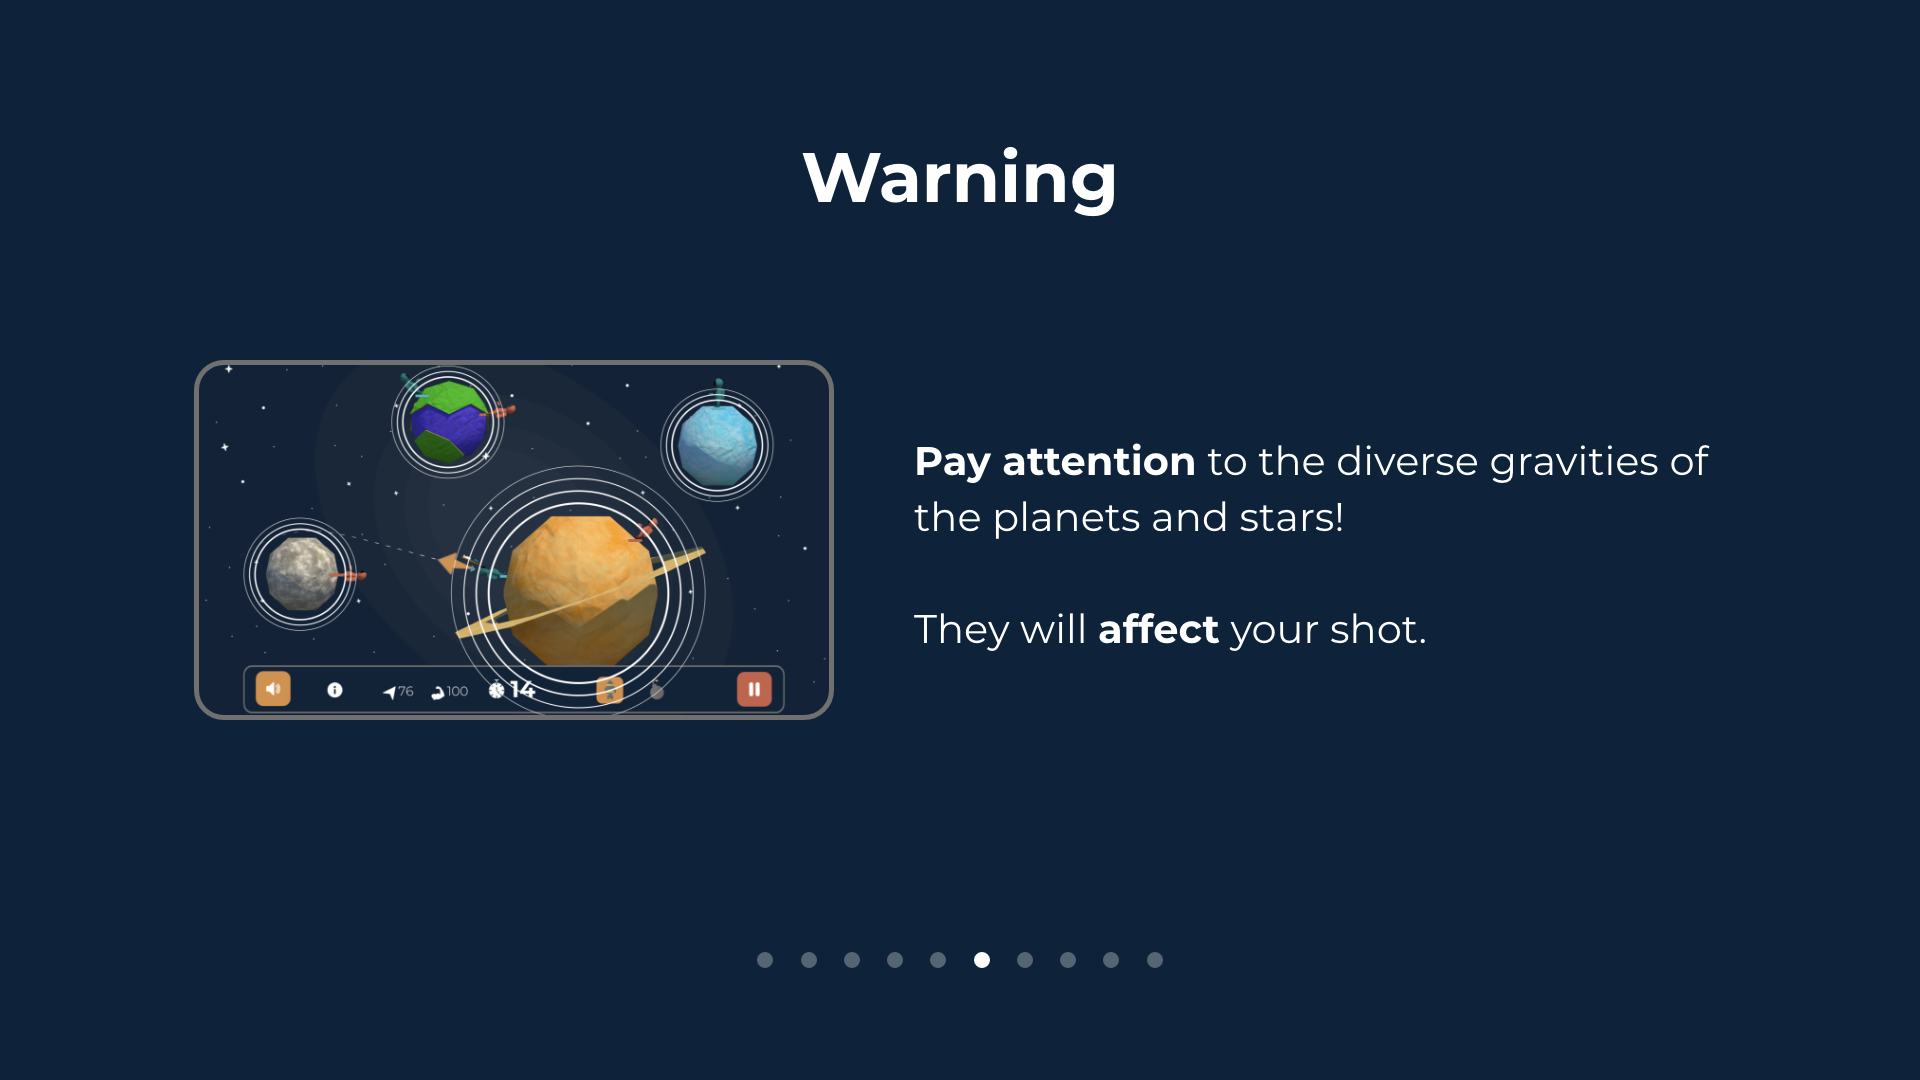 Warning
Pay attention to the diverse gravities of
the planets and stars!
They will affect your shot.
76 100 14